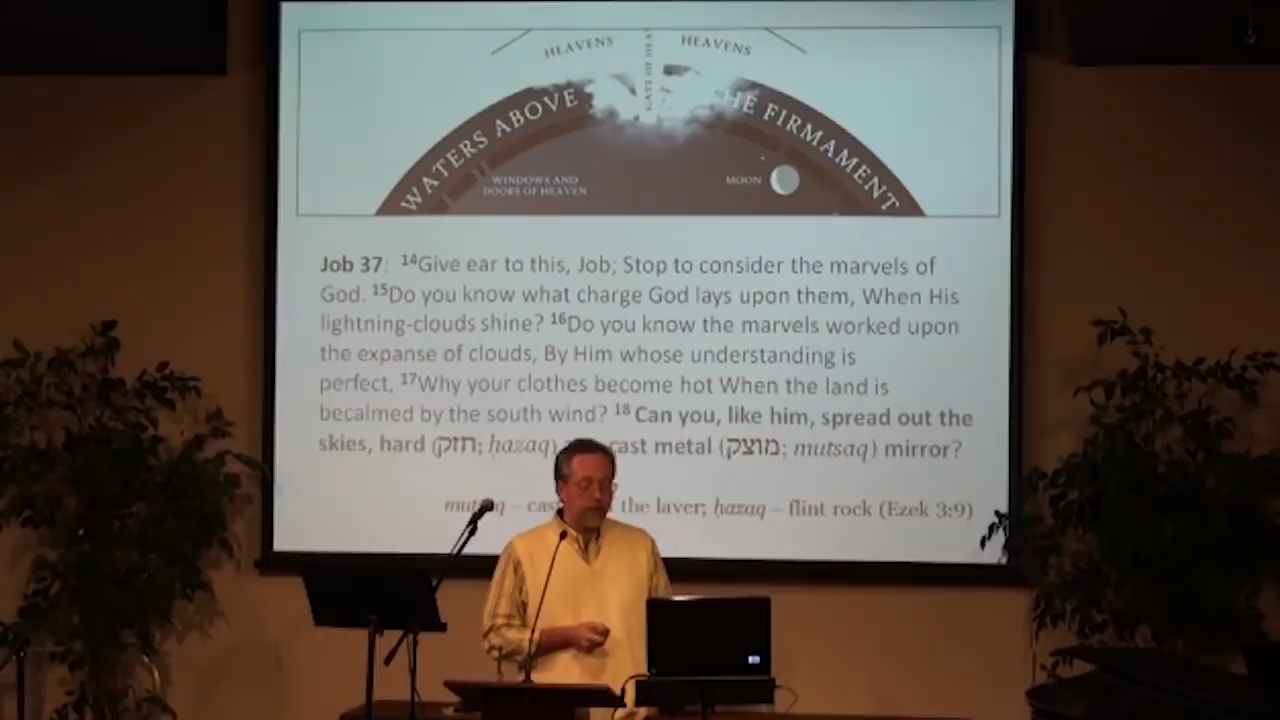 HEAVENS HEAVENS
WATERS ABOVE HE FIRMAMENT
WINDOWS AND
DOORS OF HEAVEN
MOON
Job 37: 14Give ear to this, Job; Stop to consider the marvels of
God. 15Do you know what charge God lays upon them, When His
lightning-clouds shine? 16Do you know the marvels worked upon
the expanse of clouds, By Him whose understanding is
perfect, 17Why your clothes become hot When the land is
becalmed by the south wind? 18 Can you, like him, spread out the
skies, hard (חזק; ḥazaq) cast metal (מוצק; mutsaq) mirror?
the laver; ḥazaq – flint rock (Ezek 3:9)